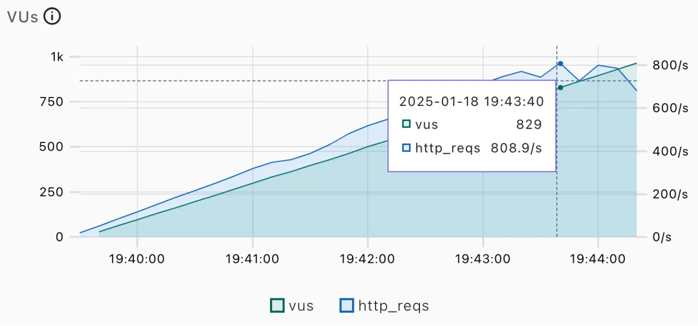 VUs
1k
750
500
250
0
800/s
600/s
400/s
200/s
0/s
2025-01-18 19:43:40
vus 829
http_reqs 808.9/s
19:40:00 19:41:00 19:42:00 19:43:00 19:44:00
vus http_reqs